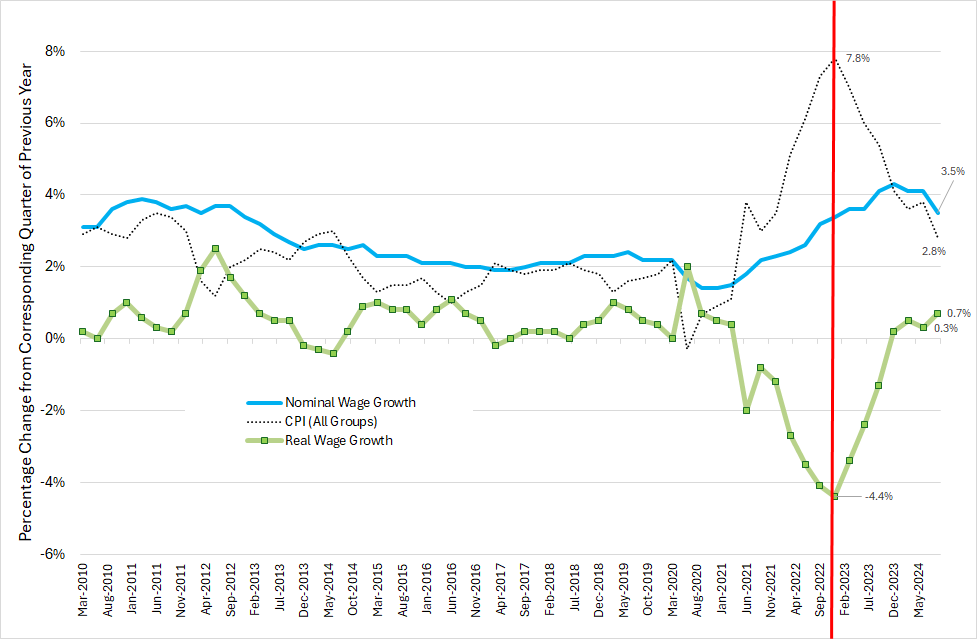 Percentage Change from Corresponding Quarter of Previous Year
8%
6%
4%
2%
0%
-2%
-4%
-6%
7.8%
3.5%
2.8%
0.7%
0.3%
-4.4%
Nominal Wage Growth
CPI (All Groups)
Real Wage Growth
Mar-2010
Aug-2010
Jan-2011
Jun-2011
Nov-2011
Apr-2012
Sep-2012
Feb-2013
Jul-2013
Dec-2013
May-2014
Oct-2014
Mar-2015
Aug-2015
Jan-2016
Jun-2016
Nov-2016
Apr-2017
Sep-2017
Feb-2018
Jul-2018
Dec-2018
May-2019
Oct-2019
Mar-2020
Aug-2020
Jan-2021
Jun-2021
Nov-2021
Apr-2022
Sep-2022
Feb-2023
Jul-2023
Dec-2023
May-2024